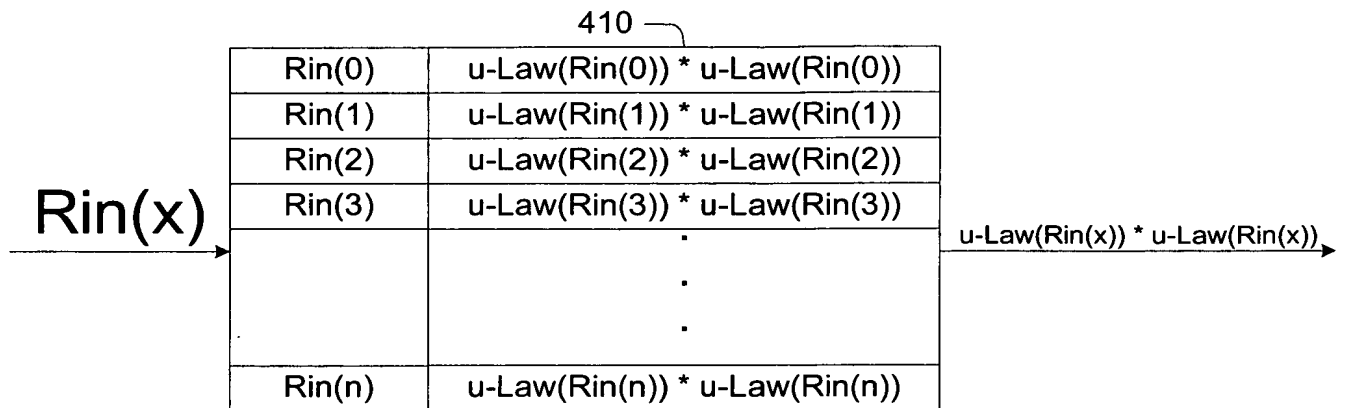 410
Rin(0) u-Law(Rin(0)) * u-Law(Rin(0))
Rin(1) u-Law(Rin(1)) * u-Law(Rin(1))
Rin(2) u-Law(Rin(2)) * u-Law(Rin(2))
Rin(3) u-Law(Rin(3)) * u-Law(Rin(3))
Rin(x)
u-Law(Rin(x)) * u-Law(Rin(x))
.
.
.
Rin(n) u-Law(Rin(n)) * u-Law(Rin(n))